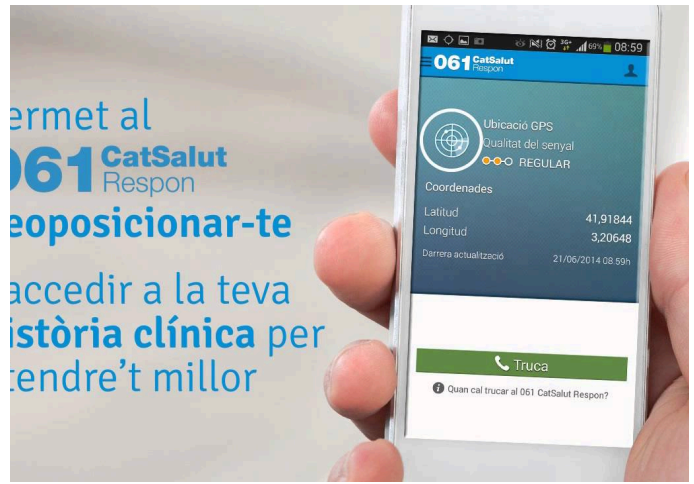 ermet al
061 CatSalut
Respon
eoposicionar-te
accedir a la teva
istòria clínica per
tendre't millor
3G+ 69% 08:59
061 CatSalut
Respon
Ubicació GPS
Qualitat del senyal
REGULAR
Coordenades
Latitud 41,91844
Longitud 3,20648
Darrera actualització 21/06/2014 08:59h
Truca
Quan cal trucar al 061 CatSalut Respon?